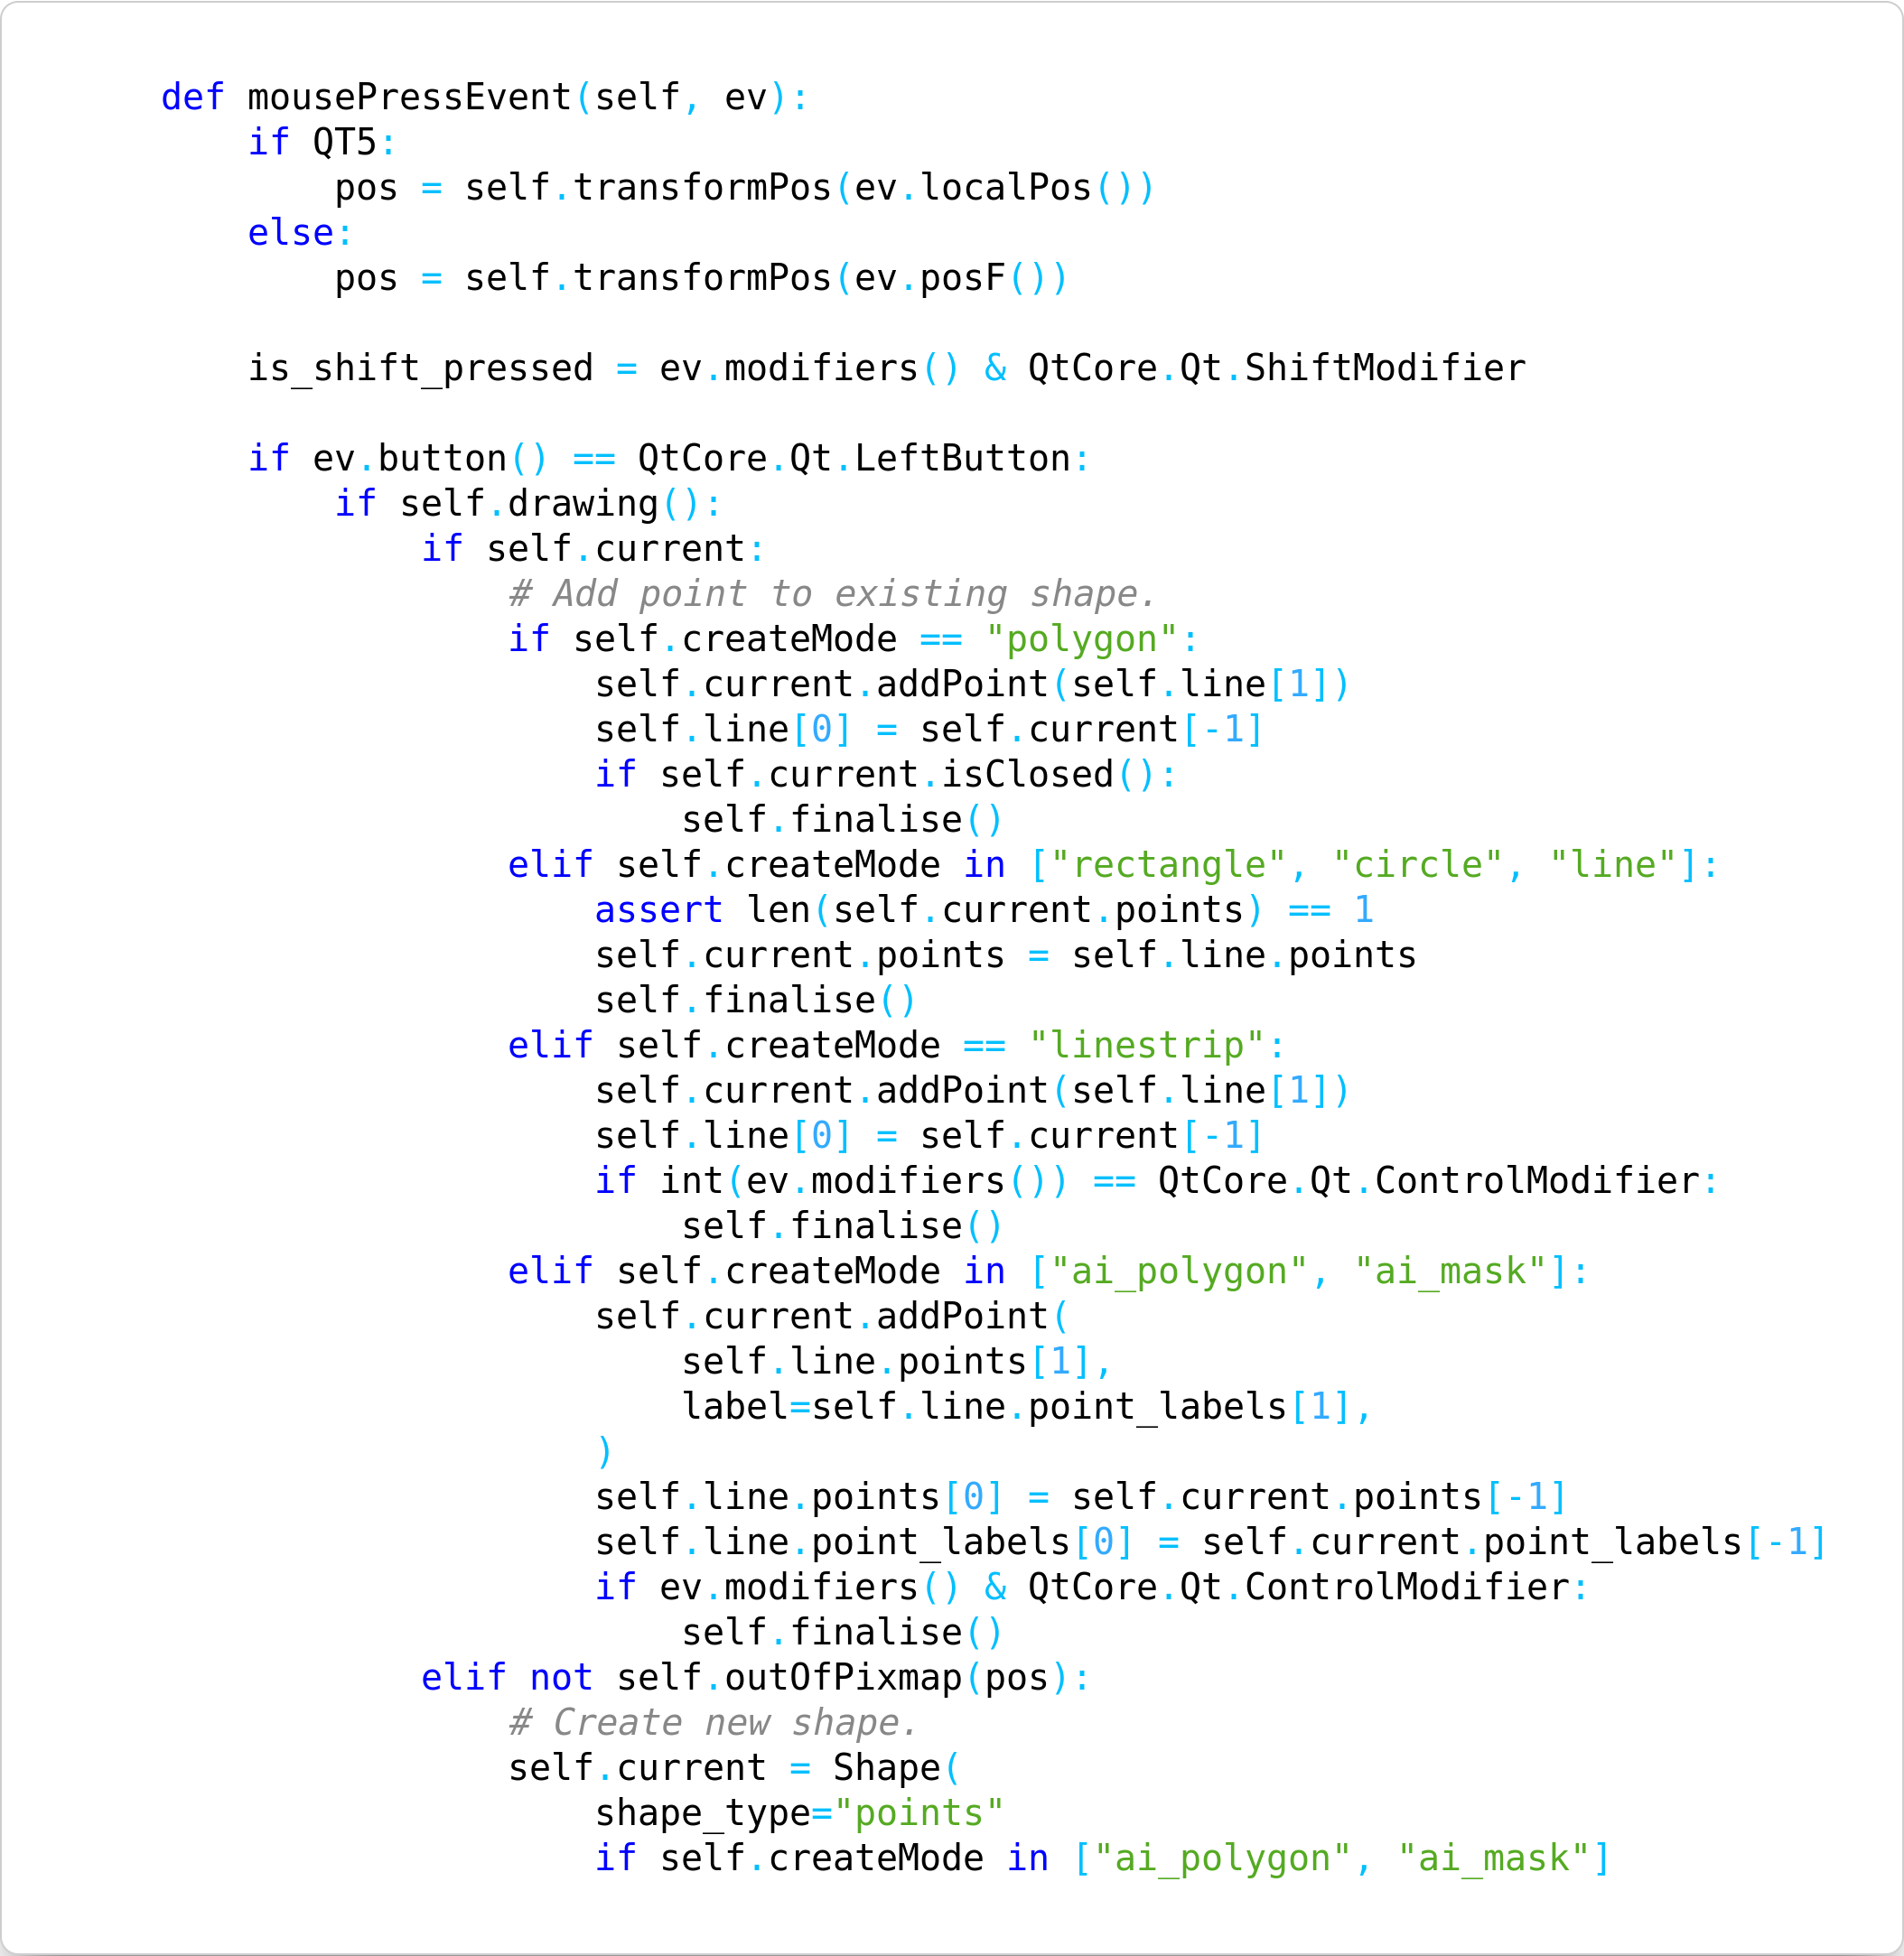 def mousePressEvent(self, ev):
    if QT5:
        pos = self.transformPos(ev.localPos())
    else:
        pos = self.transformPos(ev.posF())

    is_shift_pressed = ev.modifiers() & QtCore.Qt.ShiftModifier

    if ev.button() == QtCore.Qt.LeftButton:
        if self.drawing():
            if self.current:
                # Add point to existing shape.
                if self.createMode == "polygon":
                    self.current.addPoint(self.line[1])
                    self.line[0] = self.current[-1]
                    if self.current.isClosed():
                        self.finalise()
                elif self.createMode in ["rectangle", "circle", "line"]:
                    assert len(self.current.points) == 1
                    self.current.points = self.line.points
                    self.finalise()
                elif self.createMode == "linestrip":
                    self.current.addPoint(self.line[1])
                    self.line[0] = self.current[-1]
                    if int(ev.modifiers()) == QtCore.Qt.ControlModifier:
                        self.finalise()
                elif self.createMode in ["ai_polygon", "ai_mask"]:
                    self.current.addPoint(
                        self.line.points[1],
                        label=self.line.point_labels[1],
                    )
                    self.line.points[0] = self.current.points[-1]
                    self.line.point_labels[0] = self.current.point_labels[-1]
                    if ev.modifiers() & QtCore.Qt.ControlModifier:
                        self.finalise()
            elif not self.outOfPixmap(pos):
                # Create new shape.
                self.current = Shape(
                    shape_type="points"
                    if self.createMode in ["ai_polygon", "ai_mask"]